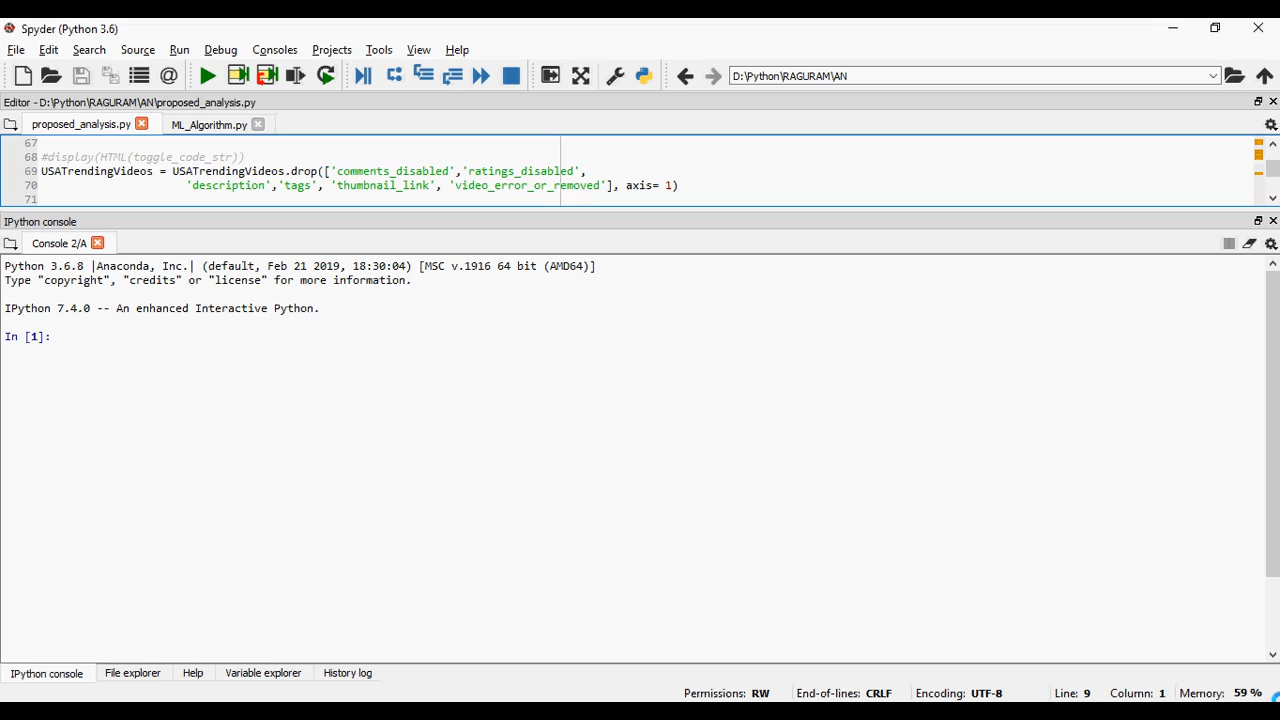 Spyder (Python 3.6)
File Edit Search Source Run Debug Consoles Projects Tools View Help
D:\Python\RAGURAM\AN
Editor - D:\Python\RAGURAM\AN\proposed_analysis.py
proposed_analysis.py ML_Algorithm.py
67
68 #display(HTML(toggle_code_str))
69 USATrendingVideos = USATrendingVideos.drop(['comments_disabled','ratings_disabled',
70 'description','tags', 'thumbnail_link', 'video_error_or_removed'], axis= 1)
71
IPython console
Console 2/A
Python 3.6.8 |Anaconda, Inc.| (default, Feb 21 2019, 18:30:04) [MSC v.1916 64 bit (AMD64)]
Type "copyright", "credits" or "license" for more information.
IPython 7.4.0 -- An enhanced Interactive Python.
In [1]:
IPython console File explorer Help Variable explorer History log
Permissions: RW End-of-lines: CRLF Encoding: UTF-8 Line: 9 Column: 1 Memory: 59 %